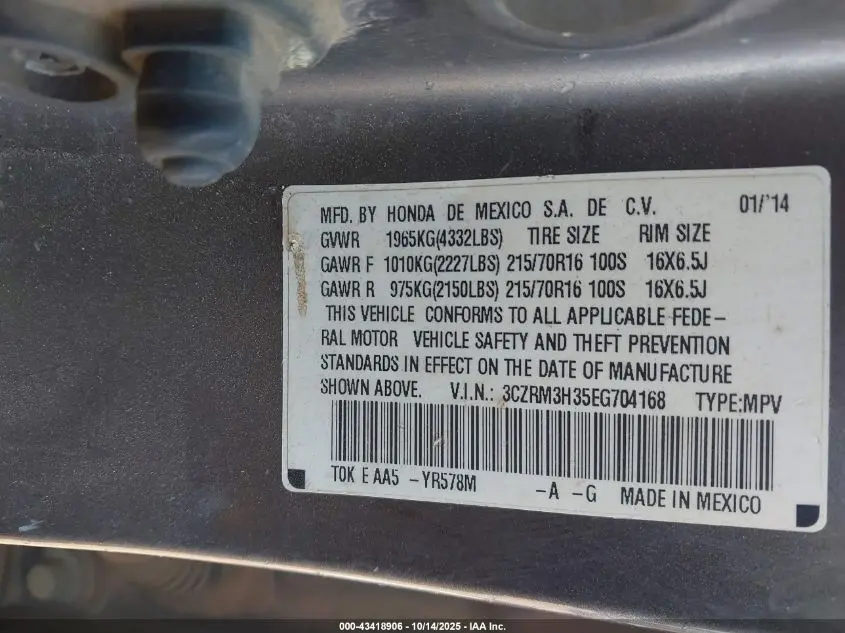 MFD. BY HONDA DE MEXICO S.A. DE C.V. 01/'14
GVWR 1965KG(4332LBS) TIRE SIZE RIM SIZE
GAWR F 1010KG(2227LBS) 215/70R16 100S 16X6.5J
GAWR R 975KG(2150LBS) 215/70R16 100S 16X6.5J
THIS VEHICLE CONFORMS TO ALL APPLICABLE FEDE-
RAL MOTOR VEHICLE SAFETY AND THEFT PREVENTION
STANDARDS IN EFFECT ON THE DATE OF MANUFACTURE
SHOWN ABOVE. V.I.N.: 3CZRM3H35EG704168 TYPE:MPV
T0K E AA5 -YR578M -A -G MADE IN MEXICO
000-43418906 - 10/14/2025 - IAA Inc.